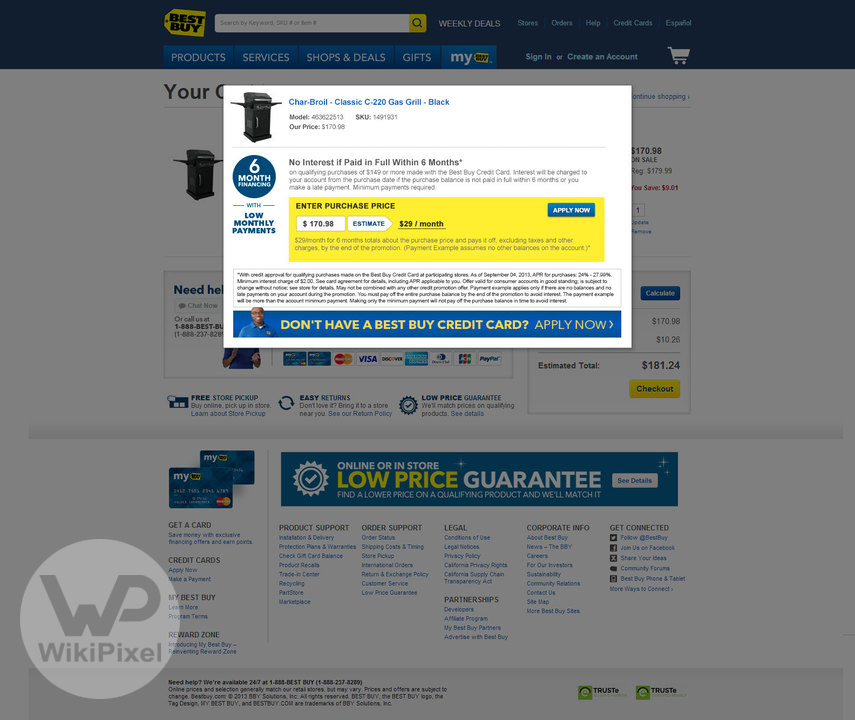 BEST BUY
Search by Keyword, SKU # or Item #
WEEKLY DEALS
Stores Orders Help Credit Cards Español
PRODUCTS SERVICES SHOPS & DEALS GIFTS my BEST BUY
Sign In or Create an Account
Your C
continue shopping ›
Char-Broil - Classic C-220 Gas Grill - Black
Model: 463622513 SKU: 1491931
Our Price: $170.98
6
MONTH
FINANCING
WITH
LOW
MONTHLY
PAYMENTS
No Interest if Paid in Full Within 6 Months*
on qualifying purchases of $149 or more made with the Best Buy Credit Card. Interest will be charged to
your account from the purchase date if the purchase balance is not paid in full within 6 months or you
make a late payment. Minimum payments required.
ENTER PURCHASE PRICE
APPLY NOW
$ 170.98 ESTIMATE $29 / month
$29/month for 6 months totals about the purchase price and pays it off, excluding taxes and other
charges, by the end of the promotion. (Payment Example assumes no other balances on the account.)*
*With credit approval for qualifying purchases made on the Best Buy Credit Card at participating stores. As of September 04, 2013, APR for purchases: 24% - 27.99%.
Minimum interest charge of $2.00. See card agreement for details, including APR applicable to you. Offer valid for consumer accounts in good standing; is subject to
change without notice; see store for details. May not be combined with any other credit promotion offer. Payment example applies only if there are no balances and no
late payments on your account during the promotion. You must pay off the entire purchase balance by the end of the promotion to avoid interest. The payment example
will be more than the account minimum payment. Making only the minimum payment will not pay off the purchase balance in time to avoid interest.
DON'T HAVE A BEST BUY CREDIT CARD? APPLY NOW ›
$170.98
ON SALE
Reg: $179.99
You Save: $9.01
1
Update
Remove
Need hel
Chat Now
Or call us at
1-888-BEST-BU
(1-888-237-828
VISA DISCOVER JCB PayPal
Calculate
$170.98
$10.26
Estimated Total: $181.24
Checkout
FREE STORE PICKUP
Buy online, pick up in store.
Learn about Store Pickup
EASY RETURNS
Don't love it? Bring it to a store
near you. See our Return Policy
LOW PRICE GUARANTEE
We'll match prices on qualifying
products. See details
my BEST BUY
my BEST BUY
ONLINE OR IN STORE
LOW PRICE GUARANTEE
FIND A LOWER PRICE ON A QUALIFYING PRODUCT AND WE'LL MATCH IT
See Details
GET A CARD
Save money with exclusive
financing offers and earn points.
CREDIT CARDS
Apply Now
Make a Payment
MY BEST BUY
Learn More
Program Terms
REWARD ZONE
Introducing My Best Buy –
Reinventing Reward Zone
PRODUCT SUPPORT
Installation & Delivery
Protection Plans & Warranties
Check Gift Card Balance
Product Recalls
Trade-in Center
Recycling
PartStore
Marketplace
ORDER SUPPORT
Order Status
Shipping Costs & Timing
Store Pickup
International Orders
Return & Exchange Policy
Customer Service
Low Price Guarantee
LEGAL
Conditions of Use
Legal Notices
Privacy Policy
California Privacy Rights
California Supply Chain
Transparency Act
PARTNERSHIPS
Developers
Affiliate Program
My Best Buy Partners
Advertise with Best Buy
CORPORATE INFO
About Best Buy
News – The BBY
Careers
For Our Investors
Sustainability
Community Relations
Contact Us
Site Map
More Best Buy Sites
GET CONNECTED
Follow @BestBuy
Join Us on Facebook
Share Your Ideas
Community Forums
Best Buy Phone & Tablet
More Ways to Connect ›
WP
WikiPixel
Need help? We're available 24/7 at 1-888-BEST BUY (1-888-237-8289)
Online prices and selection generally match our retail stores, but may vary. Prices and offers are subject to
change. Bestbuy.com: © 2013 BBY Solutions, Inc. All rights reserved. BEST BUY, the BEST BUY logo, the
Tag Design, MY BEST BUY, and BESTBUY.COM are trademarks of BBY Solutions, Inc.
TRUSTe
TRUSTe